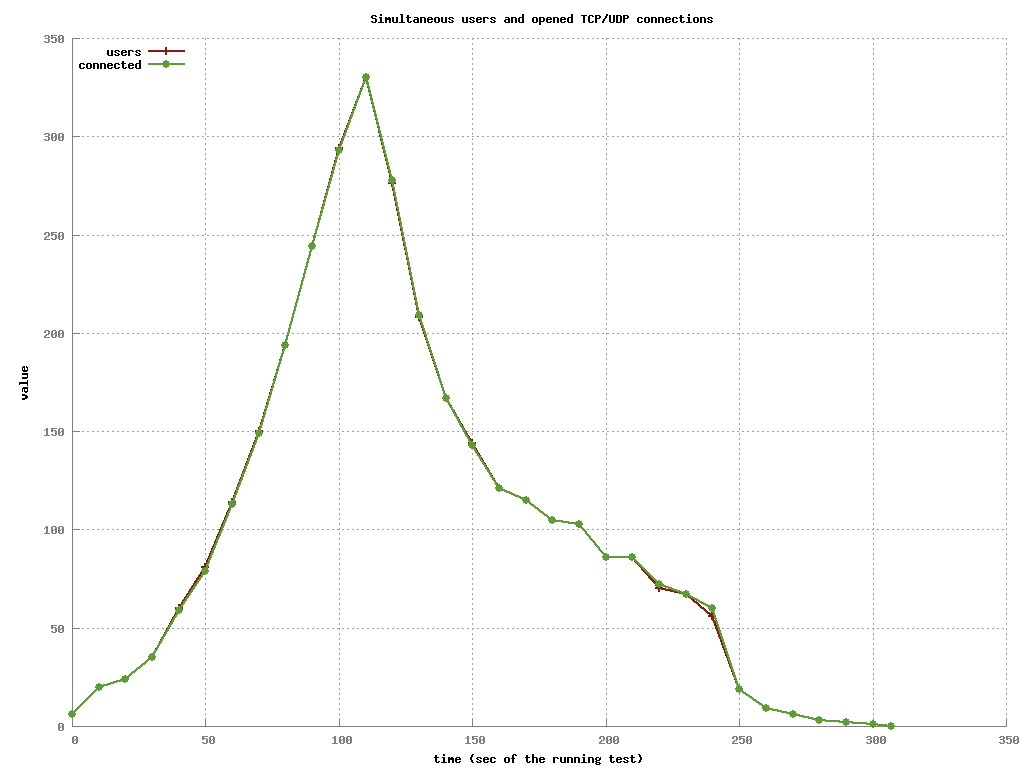 Simultaneous users and opened TCP/UDP connections
350
users
connected
300
250
200
value
150
100
50
0
0 50 100 150 200 250 300 350
time (sec of the running test)